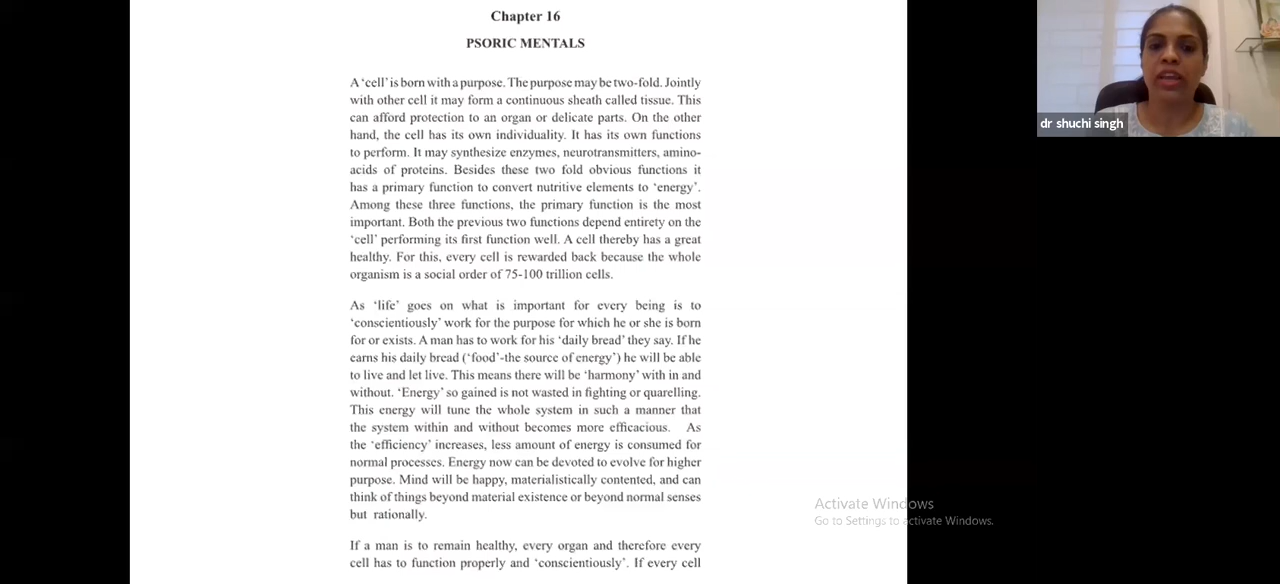 Chapter 16
PSORIC MENTALS
A ‘cell’ is born with a purpose. The purpose may be two-fold. Jointly
with other cell it may form a continuous sheath called tissue. This
can afford protection to an organ or delicate parts. On the other
hand, the cell has its own individuality. It has its own functions
to perform. It may synthesize enzymes, neurotransmitters, amino-
acids of proteins. Besides these two fold obvious functions it
has a primary function to convert nutritive elements to ‘energy’.
Among these three functions, the primary function is the most
important. Both the previous two functions depend entirety on the
‘cell’ performing its first function well. A cell thereby has a great
healthy. For this, every cell is rewarded back because the whole
organism is a social order of 75-100 trillion cells.
As ‘life’ goes on what is important for every being is to
‘conscientiously’ work for the purpose for which he or she is born
for or exists. A man has to work for his ‘daily bread’ they say. If he
earns his daily bread (‘food’-the source of energy’) he will be able
to live and let live. This means there will be ‘harmony’ with in and
without. ‘Energy’ so gained is not wasted in fighting or quarelling.
This energy will tune the whole system in such a manner that
the system within and without becomes more efficacious. As
the ‘efficiency’ increases, less amount of energy is consumed for
normal processes. Energy now can be devoted to evolve for higher
purpose. Mind will be happy, materialistically contented, and can
think of things beyond material existence or beyond normal senses
but rationally.
If a man is to remain healthy, every organ and therefore every
cell has to function properly and ‘conscientiously’. If every cell
dr shuchi singh
Activate Windows
Go to Settings to activate Windows.